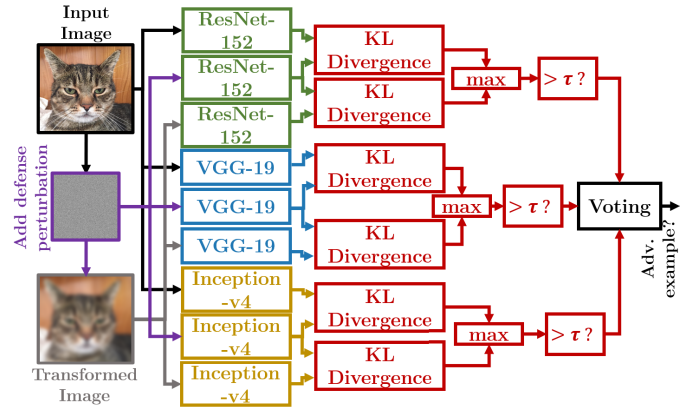 Input
Image
Add defense
perturbation
Transformed
Image
ResNet-
152
ResNet-
152
ResNet-
152
VGG-19
VGG-19
VGG-19
Inception
-v4
Inception
-v4
Inception
-v4
KL
Divergence
KL
Divergence
max
> τ ?
KL
Divergence
KL
Divergence
max
> τ ?
KL
Divergence
KL
Divergence
max
> τ ?
Voting
Adv.
example?